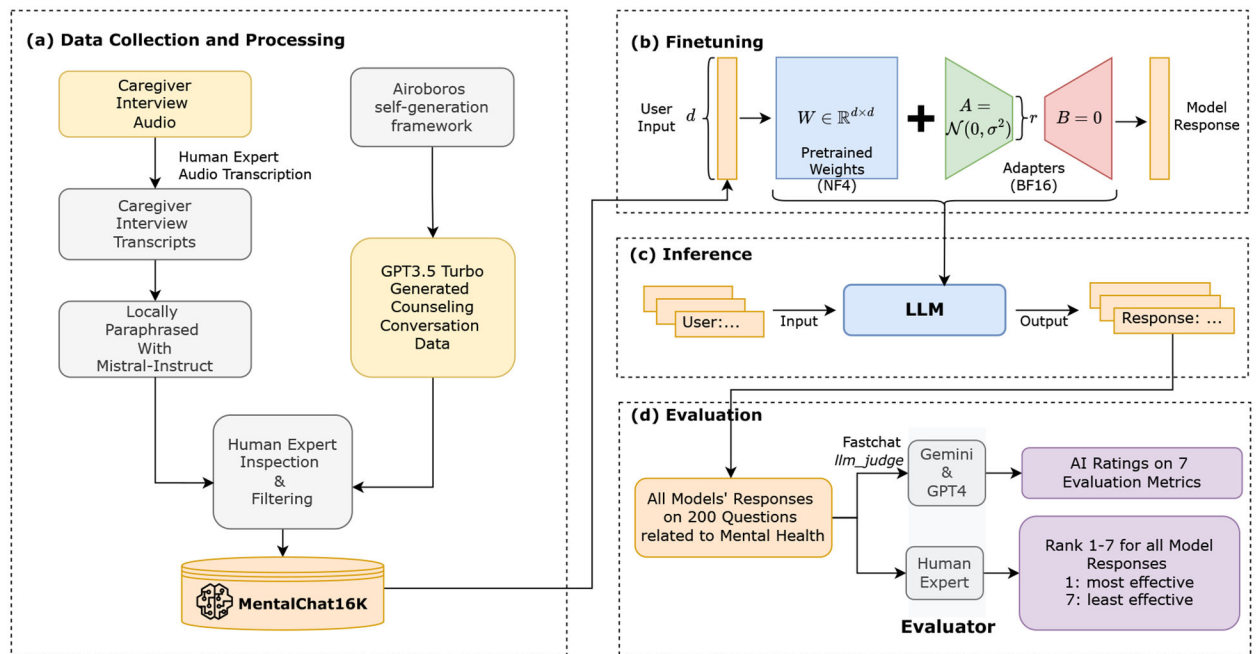 (a) Data Collection and Processing
Caregiver
Interview
Audio
Human Expert
Audio Transcription
Caregiver
Interview
Transcripts
Locally
Paraphrased
With
Mistral-Instruct
Airoboros
self-generation
framework
GPT3.5 Turbo
Generated
Counseling
Conversation
Data
Human Expert
Inspection
&
Filtering
MentalChat16K
(b) Finetuning
User
Input
d
W ∈ ℝ^{d×d}
Pretrained
Weights
(NF4)
+
A =
𝒩(0, σ²)
r
B = 0
Adapters
(BF16)
Model
Response
(c) Inference
User:...
Input
LLM
Output
Response: ...
(d) Evaluation
All Models' Responses
on 200 Questions
related to Mental Health
Fastchat
llm_judge
Gemini
&
GPT4
AI Ratings on 7
Evaluation Metrics
Human
Expert
Rank 1-7 for all Model
Responses
1: most effective
7: least effective
Evaluator